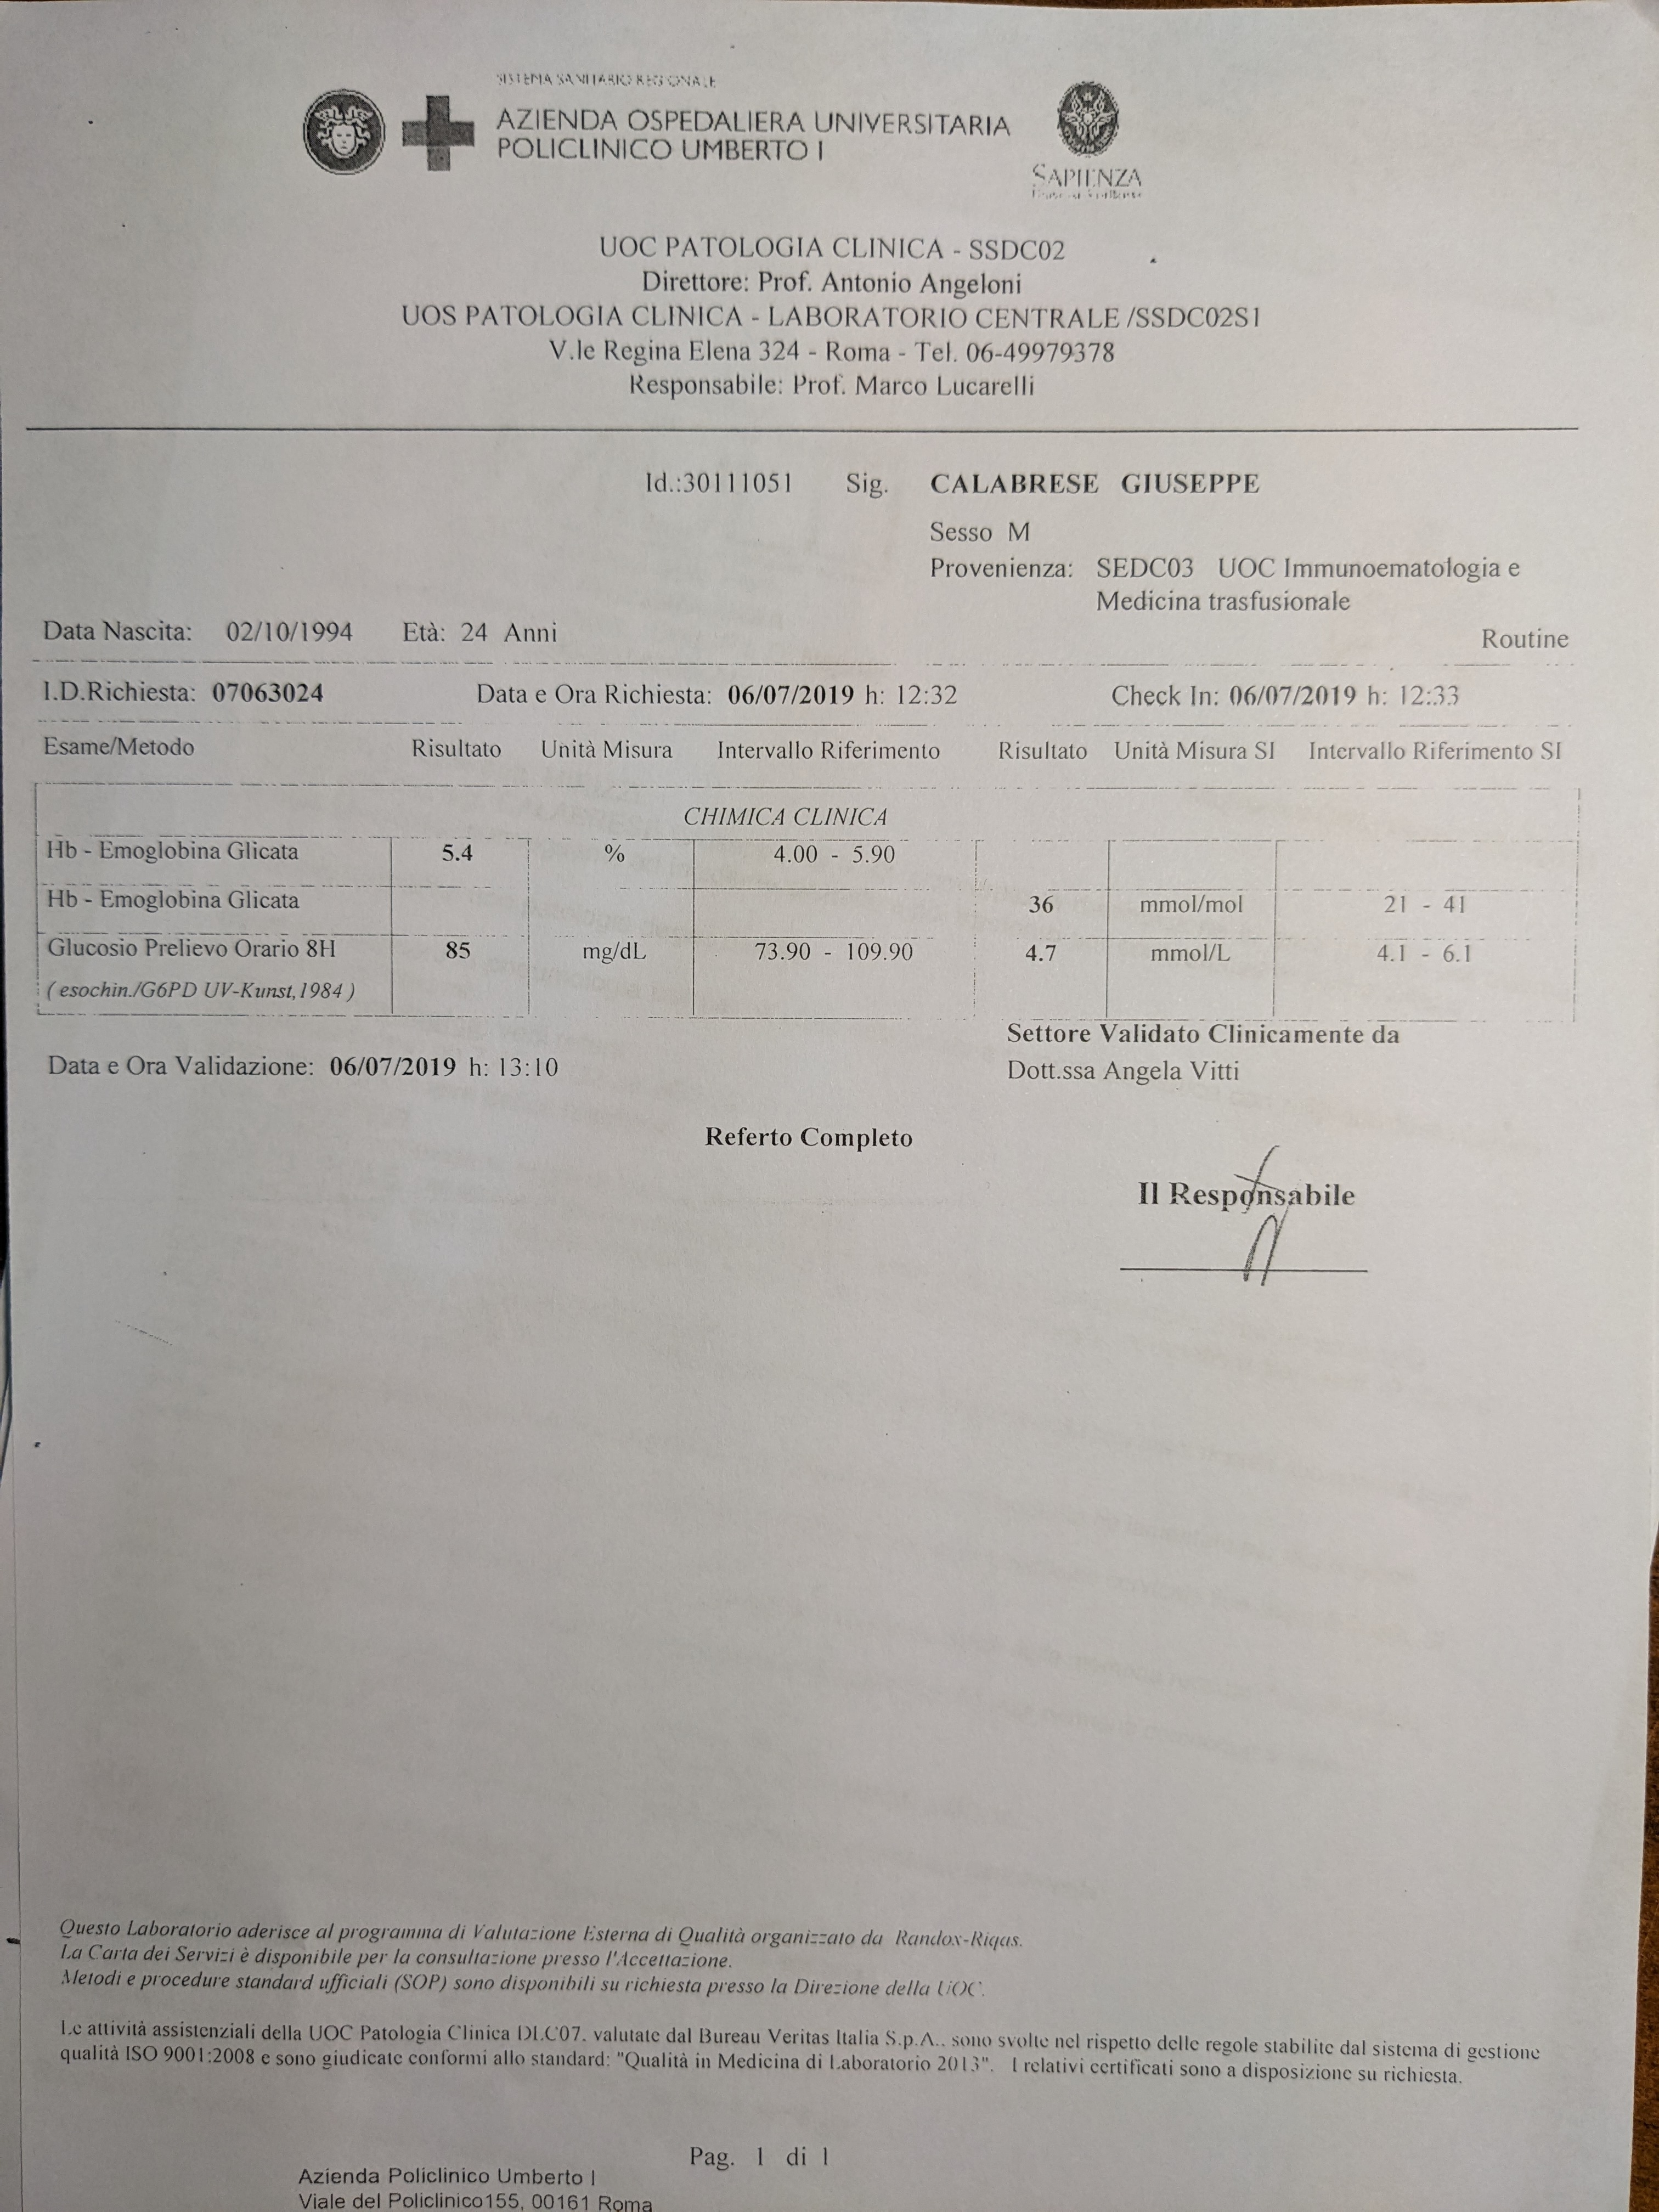 SISTEMA SANITARIO REGIONALE
AZIENDA OSPEDALIERA UNIVERSITARIA
POLICLINICO UMBERTO I
SAPIENZA
UOC PATOLOGIA CLINICA - SSDC02
Direttore: Prof. Antonio Angeloni
UOS PATOLOGIA CLINICA - LABORATORIO CENTRALE /SSDC02S1
V.le Regina Elena 324 - Roma - Tel. 06-49979378
Responsabile: Prof. Marco Lucarelli
Id.:30111051 Sig. CALABRESE GIUSEPPE
Sesso M
Provenienza: SEDC03 UOC Immunoematologia e
Medicina trasfusionale
Data Nascita: 02/10/1994 Età: 24 Anni
Routine
I.D.Richiesta: 07063024 Data e Ora Richiesta: 06/07/2019 h: 12:32 Check In: 06/07/2019 h: 12:33
Esame/Metodo Risultato Unità Misura Intervallo Riferimento Risultato Unità Misura SI Intervallo Riferimento SI
CHIMICA CLINICA
Hb - Emoglobina Glicata 5.4 % 4.00 - 5.90
Hb - Emoglobina Glicata 36 mmol/mol 21 - 41
Glucosio Prelievo Orario 8H 85 mg/dL 73.90 - 109.90 4.7 mmol/L 4.1 - 6.1
( esochin./G6PD UV-Kunst,1984 )
Settore Validato Clinicamente da
Data e Ora Validazione: 06/07/2019 h: 13:10
Dott.ssa Angela Vitti
Referto Completo
Il Responsabile
Questo Laboratorio aderisce al programma di Valutazione Esterna di Qualità organizzato da Randox-Riqas.
La Carta dei Servizi è disponibile per la consultazione presso l'Accettazione.
Metodi e procedure standard ufficiali (SOP) sono disponibili su richiesta presso la Direzione della UOC.
Le attività assistenziali della UOC Patologia Clinica DLC07, valutate dal Bureau Veritas Italia S.p.A., sono svolte nel rispetto delle regole stabilite dal sistema di gestione
qualità ISO 9001:2008 e sono giudicate conformi allo standard: "Qualità in Medicina di Laboratorio 2013". I relativi certificati sono a disposizione su richiesta.
Pag. 1 di 1
Azienda Policlinico Umberto I
Viale del Policlinico155, 00161 Roma